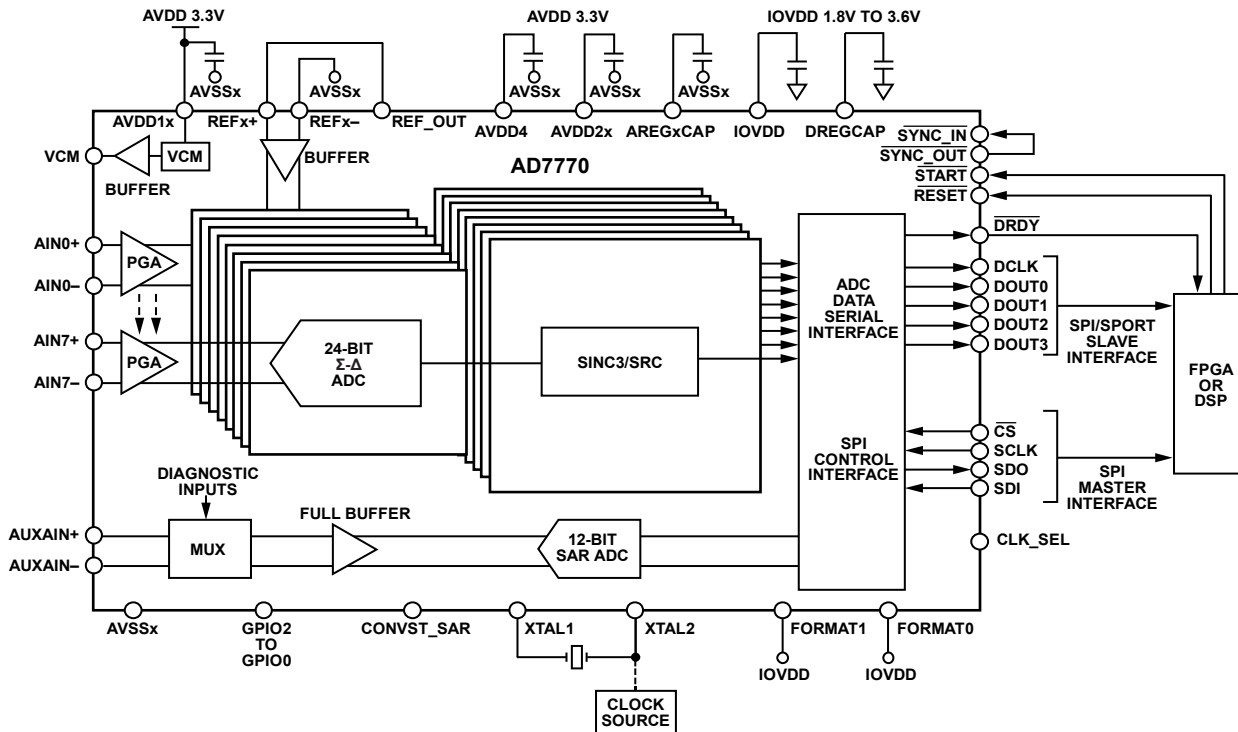 AVDD 3.3V
AVDD 3.3V
IOVDD 1.8V TO 3.6V
AVSSx
AVSSx
AVSSx
AVSSx
AVSSx
AVDD1x
REFx+
REFx–
REF_OUT
AVDD4
AVDD2x
AREGxCAP
IOVDD
DREGCAP
SYNC_IN
SYNC_OUT
START
RESET
VCM
BUFFER
VCM
BUFFER
AD7770
AIN0+
PGA
AIN0–
AIN7+
PGA
AIN7–
24-BIT
Σ-Δ
ADC
SINC3/SRC
ADC
DATA
SERIAL
INTERFACE
SPI
CONTROL
INTERFACE
DRDY
DCLK
DOUT0
DOUT1
DOUT2
DOUT3
SPI/SPORT
SLAVE
INTERFACE
FPGA
OR
DSP
CS
SCLK
SDO
SDI
SPI
MASTER
INTERFACE
DIAGNOSTIC
INPUTS
FULL BUFFER
AUXAIN+
AUXAIN–
MUX
12-BIT
SAR ADC
CLK_SEL
AVSSx
GPIO2
TO
GPIO0
CONVST_SAR
XTAL1
XTAL2
FORMAT1
FORMAT0
IOVDD
IOVDD
CLOCK
SOURCE